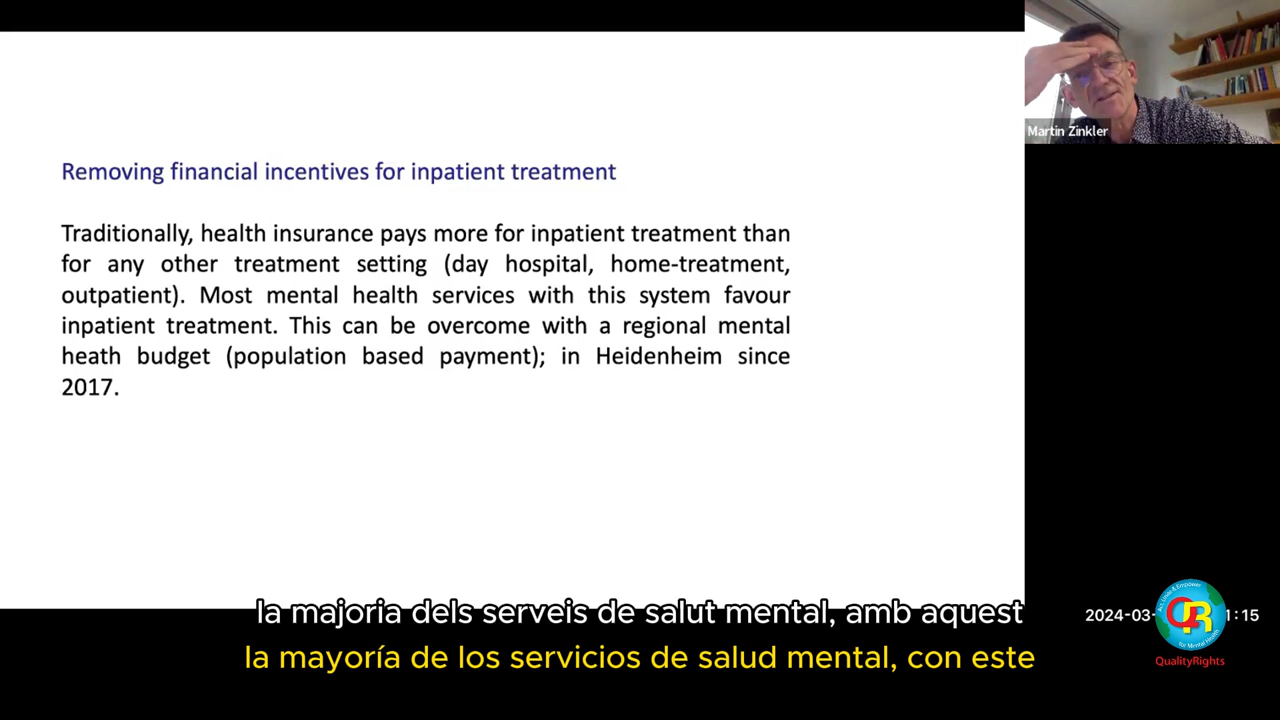 Martin Zinkler
Removing financial incentives for inpatient treatment
Traditionally, health insurance pays more for inpatient treatment than
for any other treatment setting (day hospital, home-treatment,
outpatient). Most mental health services with this system favour
inpatient treatment. This can be overcome with a regional mental
heath budget (population based payment); in Heidenheim since
2017.
la majoria dels serveis de salut mental, amb aquest
la mayoría de los servicios de salud mental, con este
2024-03-
1:15
QR
for Mental Health
QualityRights